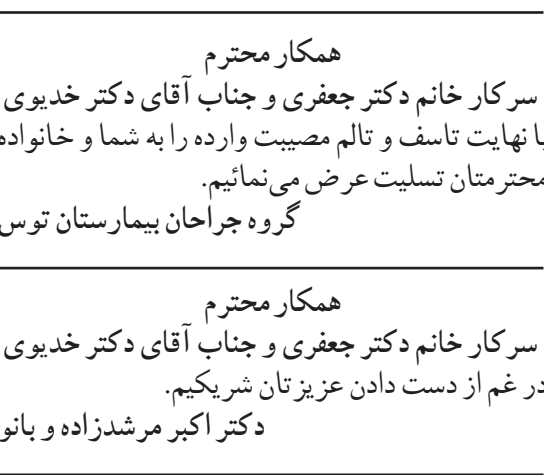 همکار محترم
سرکار خانم دکتر جعفری و جناب آقای دکتر خدیوی
با نهایت تاسف و تالم مصیبت وارده را به شما و خانواده
محترمتان تسلیت عرض می‌نمائیم.
گروه جراحان بیمارستان توس
همکار محترم
سرکار خانم دکتر جعفری و جناب آقای دکتر خدیوی
در غم از دست دادن عزیزتان شریکیم.
دکتر اکبر مرشدزاده و بانو